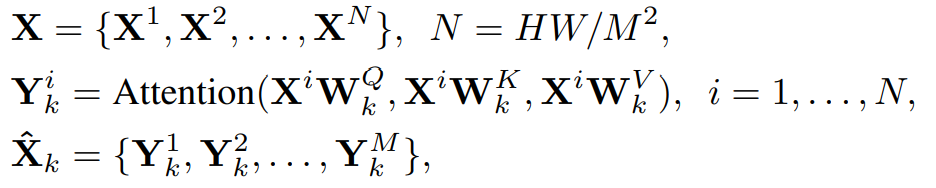 X = {X^1, X^2, . . . , X^N}, N = HW/M^2,
Y_k^i = Attention(X^i W_k^Q, X^i W_k^K, X^i W_k^V), i = 1, . . . , N,
X̂_k = {Y_k^1, Y_k^2, . . . , Y_k^M},